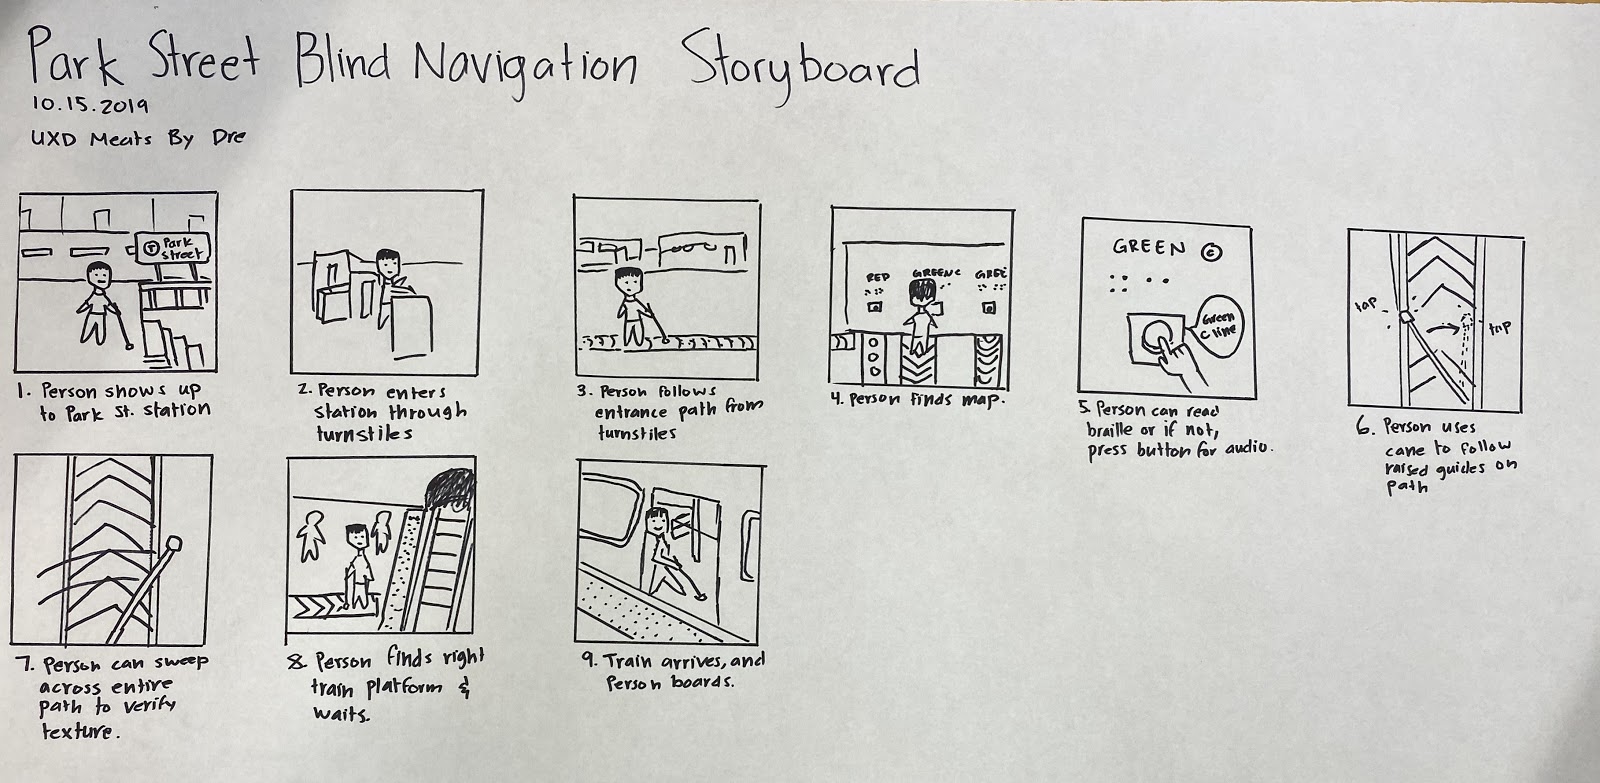 Park Street Blind Navigation Storyboard
10.15.2019
UXD Meats By Dre
T Park
Street
1. Person shows up
to Park St. station
2. Person enters
station through
turnstiles
3. Person follows
entrance path from
turnstiles
RED GREEN C GREE
4. Person finds map.
GREEN C
Green
C line
5. Person can read
braille or if not,
press button for audio.
tap
tap
6. Person uses
cane to follow
raised guides on
path
7. Person can sweep
across entire
path to verify
texture.
8. Person finds right
train platform &
waits.
9. Train arrives, and
Person boards.